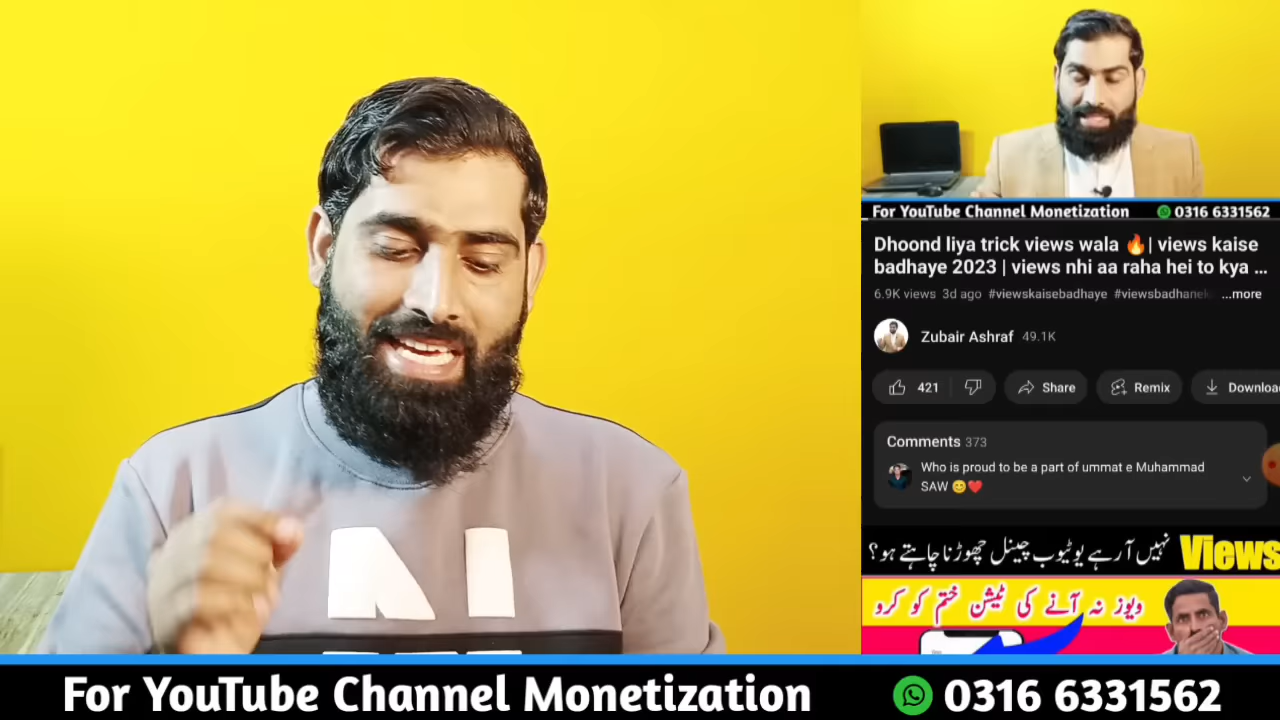 For YouTube Channel Monetization 0316 6331562
Dhoond liya trick views wala 🔥| views kaise
badhaye 2023 | views nhi aa raha hei to kya ...
6.9K views 3d ago #viewskaisebadhaye #viewsbadhanek ...more
Zubair Ashraf 49.1K
421 Share Remix Download
Comments 373
Who is proud to be a part of ummat e Muhammad
SAW 😊❤️
Views نہیں آرہے یوٹیوب چینل چھوڑنا چاہتے ہو؟
ویوز نہ آنے کی ٹینشن ختم کو کرو
For YouTube Channel Monetization 0316 6331562